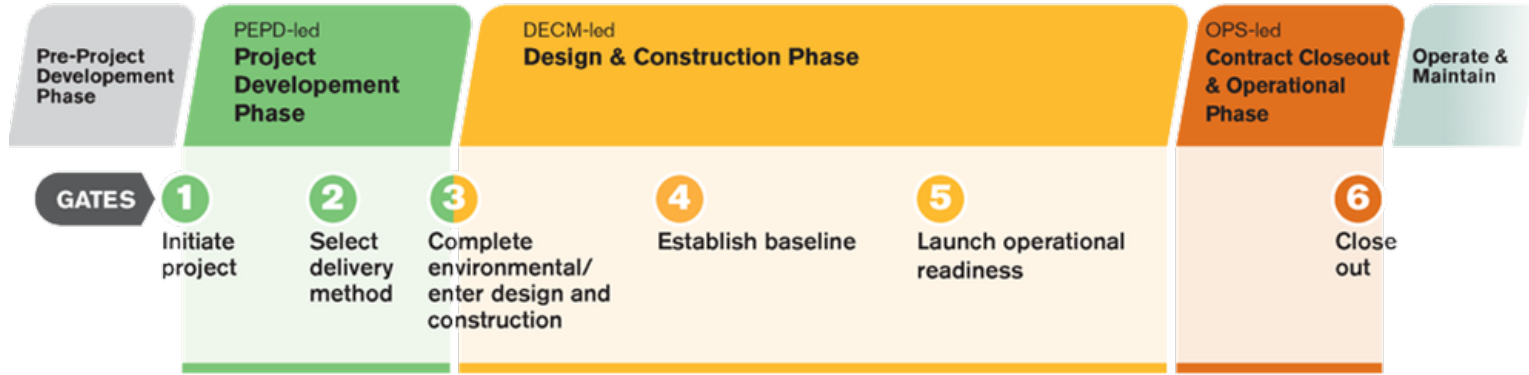 Pre-Project
Developement
Phase
PEPD-led
Project
Developement
Phase
DECM-led
Design & Construction Phase
OPS-led
Contract Closeout
& Operational
Phase
Operate &
Maintain
GATES
1
Initiate
project
2
Select
delivery
method
3
Complete
environmental/
enter design and
construction
4
Establish baseline
5
Launch operational
readiness
6
Close
out